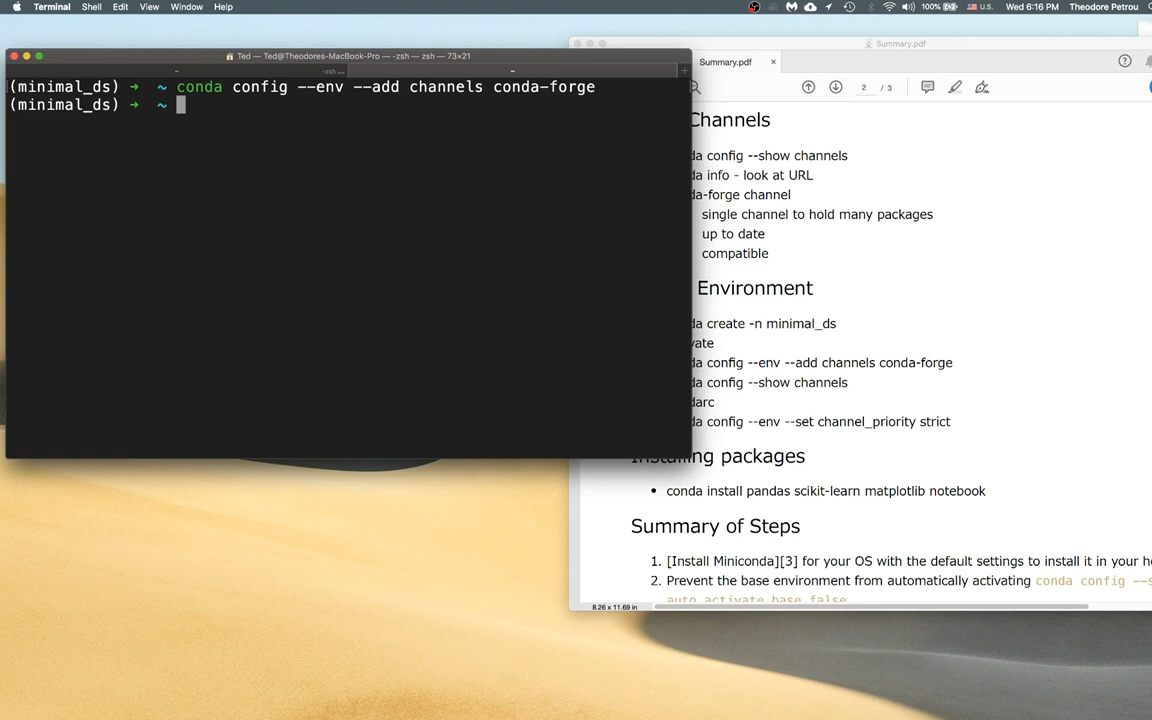 Terminal Shell Edit View Window Help 100% U.S. Wed 6:16 PM Theodore Petrou
Ted — Ted@Theodores-MacBook-Pro — -zsh — zsh — 73×21
-zsh ...
(minimal_ds) → ~ conda config --env --add channels conda-forge
(minimal_ds) → ~
Summary.pdf
Summary.pdf ×
2 / 3
Channels
da config --show channels
da info - look at URL
da-forge channel
single channel to hold many packages
up to date
compatible
Environment
da create -n minimal_ds
vate
da config --env --add channels conda-forge
da config --show channels
darc
da config --env --set channel_priority strict
Installing packages
• conda install pandas scikit-learn matplotlib notebook
Summary of Steps
1. [Install Miniconda][3] for your OS with the default settings to install it in your h
2. Prevent the base environment from automatically activating conda config --s
auto_activate_base false
8.26 x 11.69 in